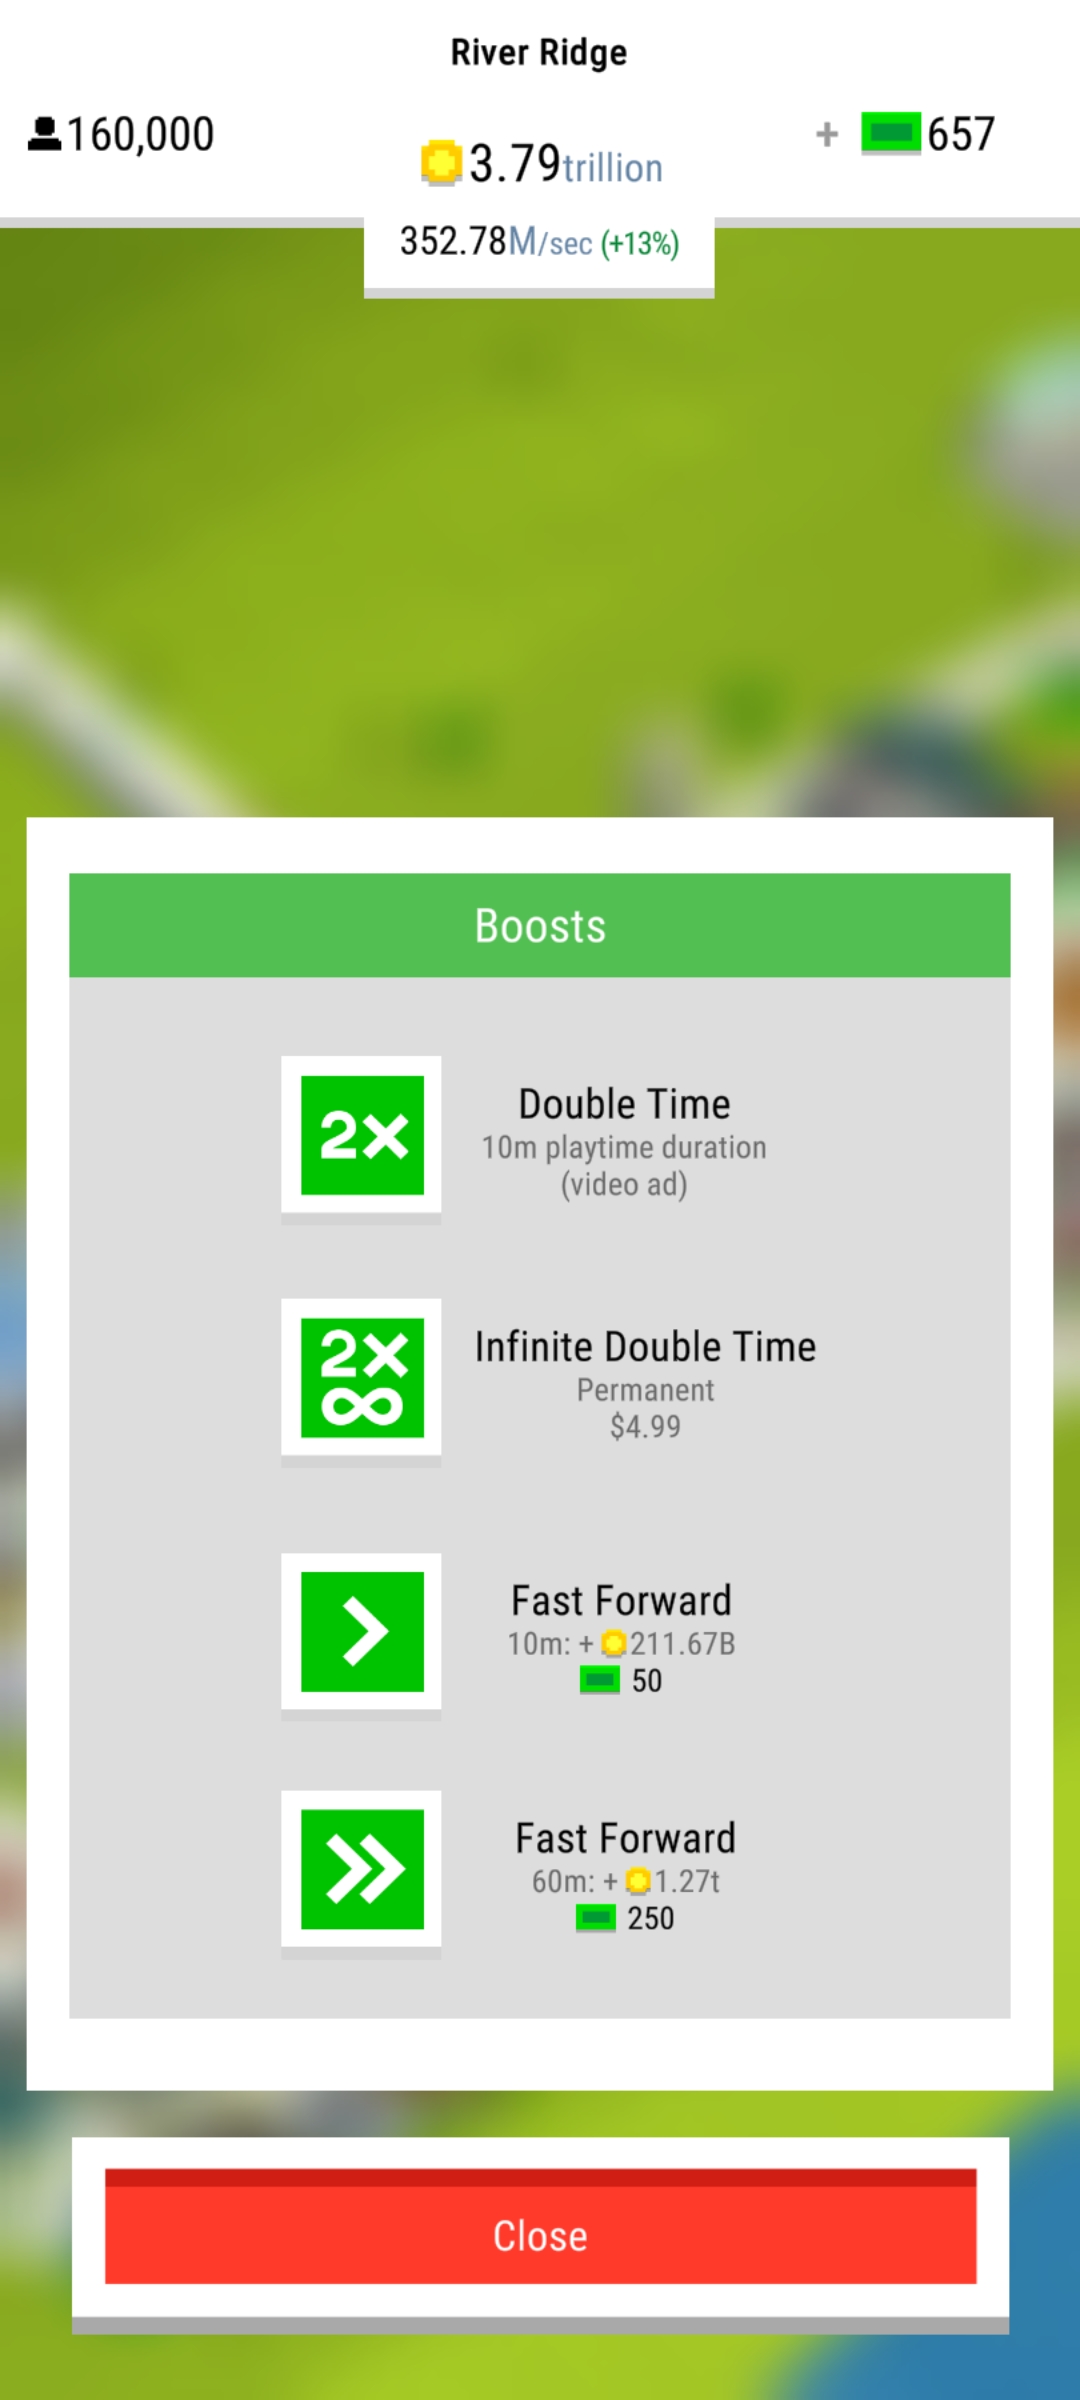 River Ridge
160,000
3.79trillion
+ 657
352.78M/sec (+13%)
Boosts
2×
Double Time
10m playtime duration
(video ad)
2×
∞
Infinite Double Time
Permanent
$4.99
Fast Forward
10m: + 211.67B
50
Fast Forward
60m: + 1.27t
250
Close